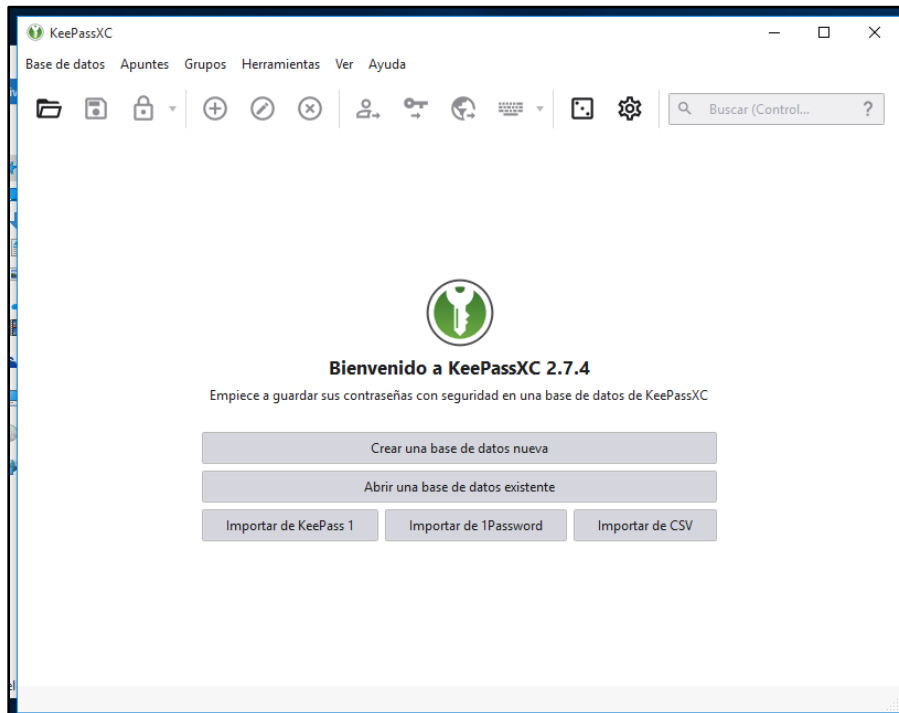 KeePassXC
Base de datos Apuntes Grupos Herramientas Ver Ayuda
Buscar (Control... ?
Bienvenido a KeePassXC 2.7.4
Empiece a guardar sus contraseñas con seguridad en una base de datos de KeePassXC
Crear una base de datos nueva
Abrir una base de datos existente
Importar de KeePass 1 Importar de 1Password Importar de CSV